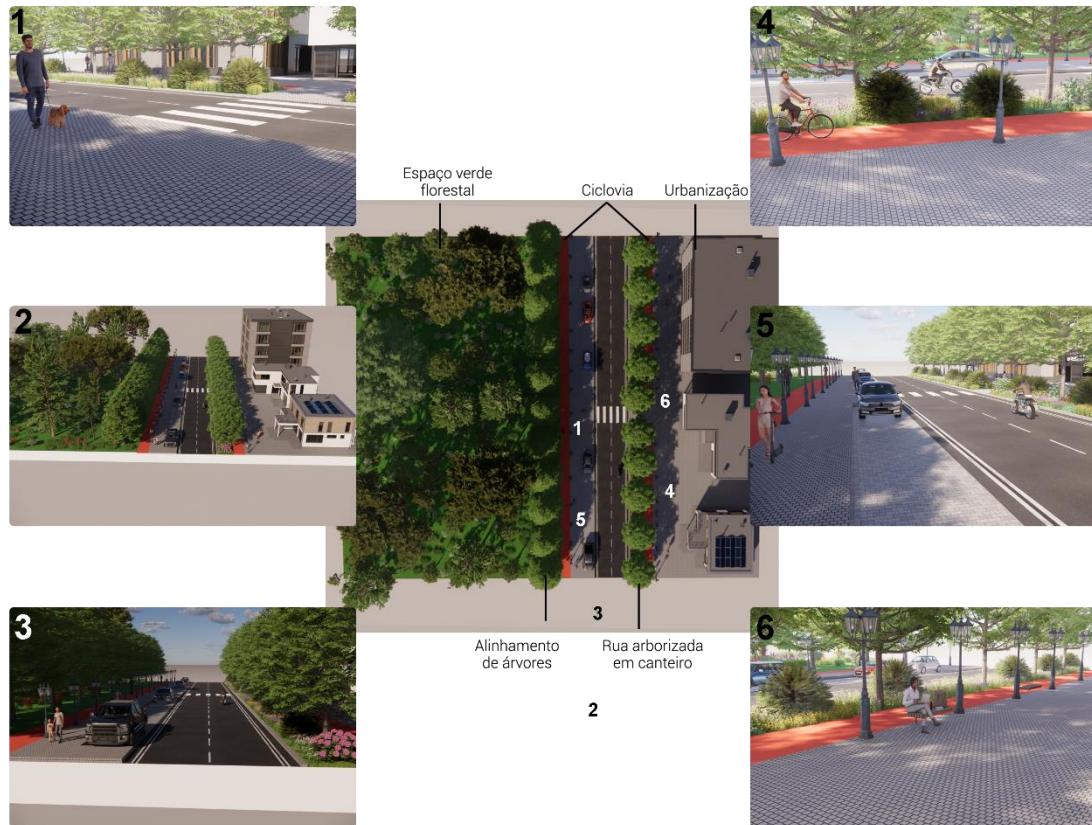 1
4
Espaço verde
florestal
Ciclovia
Urbanização
2
5
6
1
4
5
3
3
6
Alinhamento
de árvores
Rua arborizada
em canteiro
2